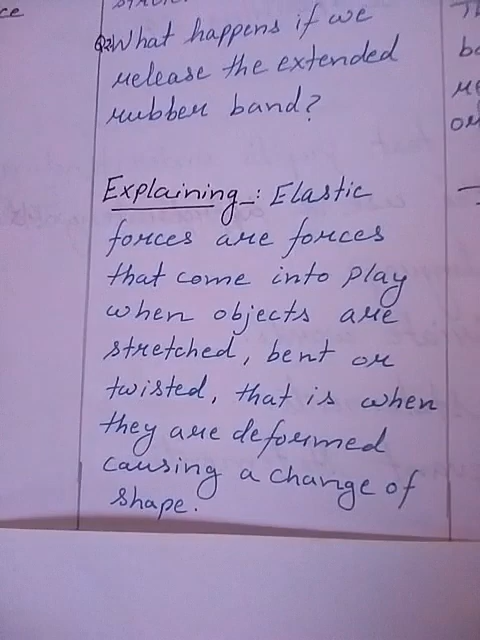 ce
Q2 What happens if we
release the extended
rubber band?
Explaining :- Elastic
forces are forces
that come into play
when objects are
stretched, bent or
twisted, that is when
they are deformed
causing a change of
shape.